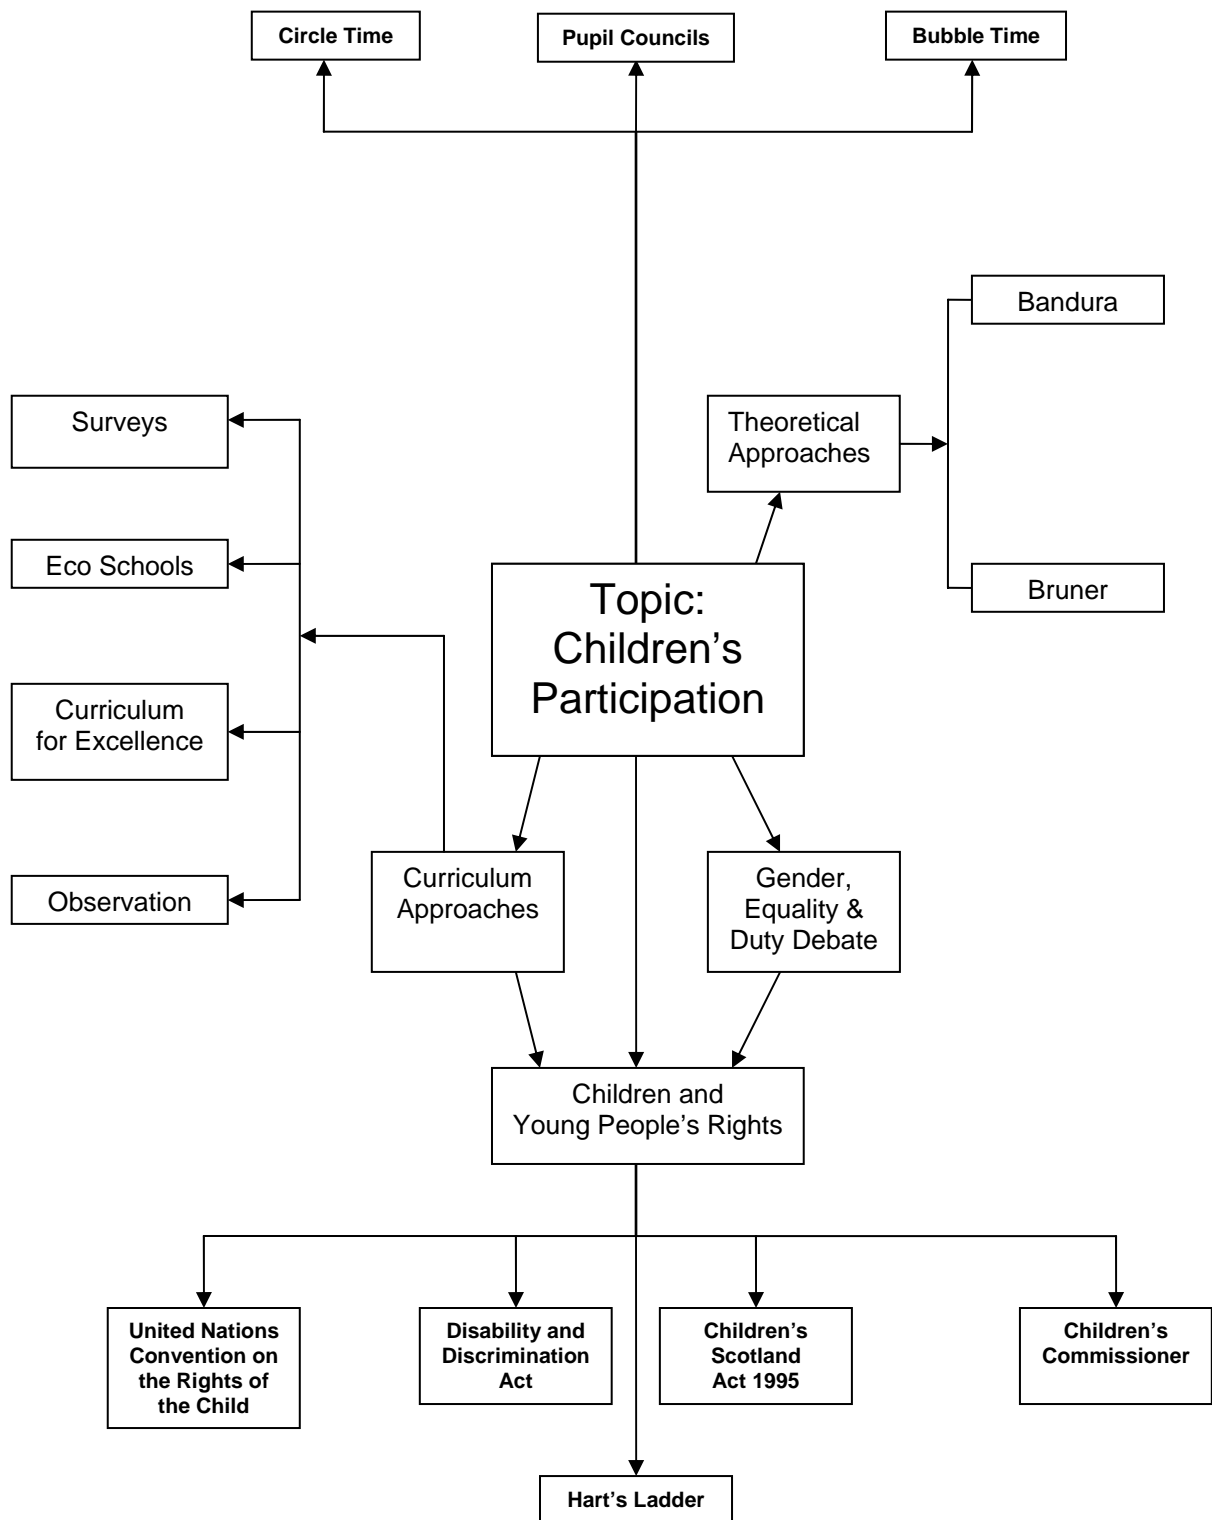 Circle Time
Pupil Councils
Bubble Time
Bandura
Surveys
Theoretical
Approaches
Eco Schools
Bruner
Topic:
Children’s
Participation
Curriculum
for Excellence
Observation
Curriculum
Approaches
Gender,
Equality &
Duty Debate
Children and
Young People’s Rights
United Nations
Convention on
the Rights of
the Child
Disability and
Discrimination
Act
Children’s
Scotland
Act 1995
Children’s
Commissioner
Hart’s Ladder